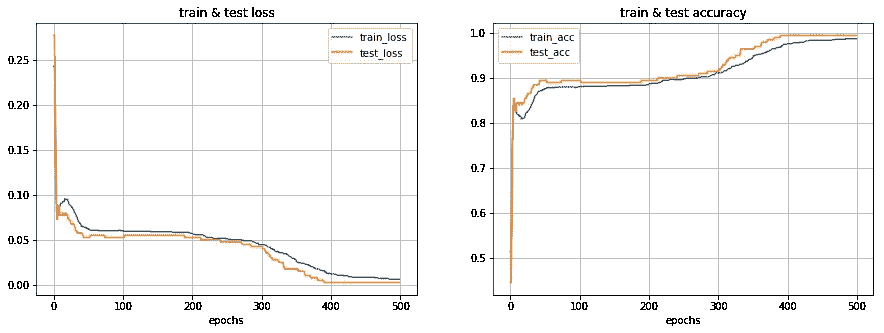 train & test loss
train_loss
test_loss
0.25
0.20
0.15
0.10
0.05
0.00
0 100 200 300 400 500
epochs
train & test accuracy
train_acc
test_acc
1.0
0.9
0.8
0.7
0.6
0.5
0 100 200 300 400 500
epochs